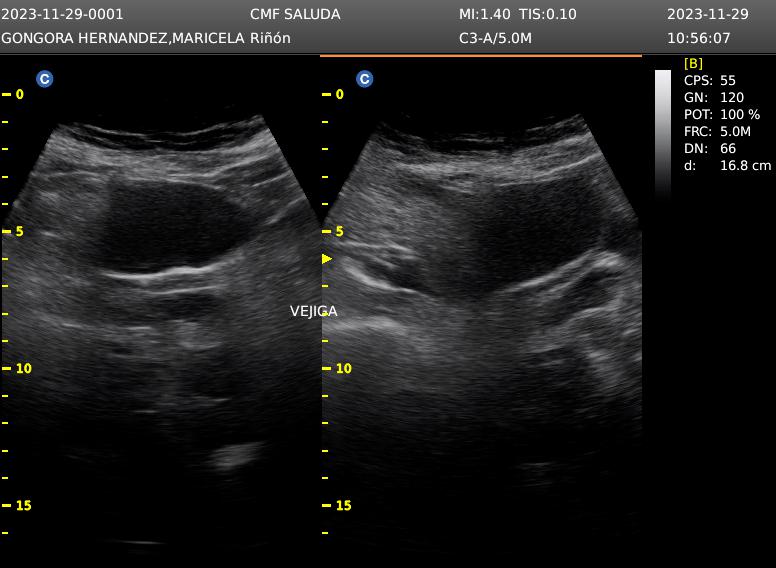 2023-11-29-0001 CMF SALUDA MI:1.40 TIS:0.10 2023-11-29
GONGORA HERNANDEZ,MARICELA Riñón C3-A/5.0M 10:56:07
[B]
CPS: 55
GN: 120
POT: 100 %
FRC: 5.0M
DN: 66
d: 16.8 cm
C C
0 0
5 5
VEJIGA
10 10
15 15